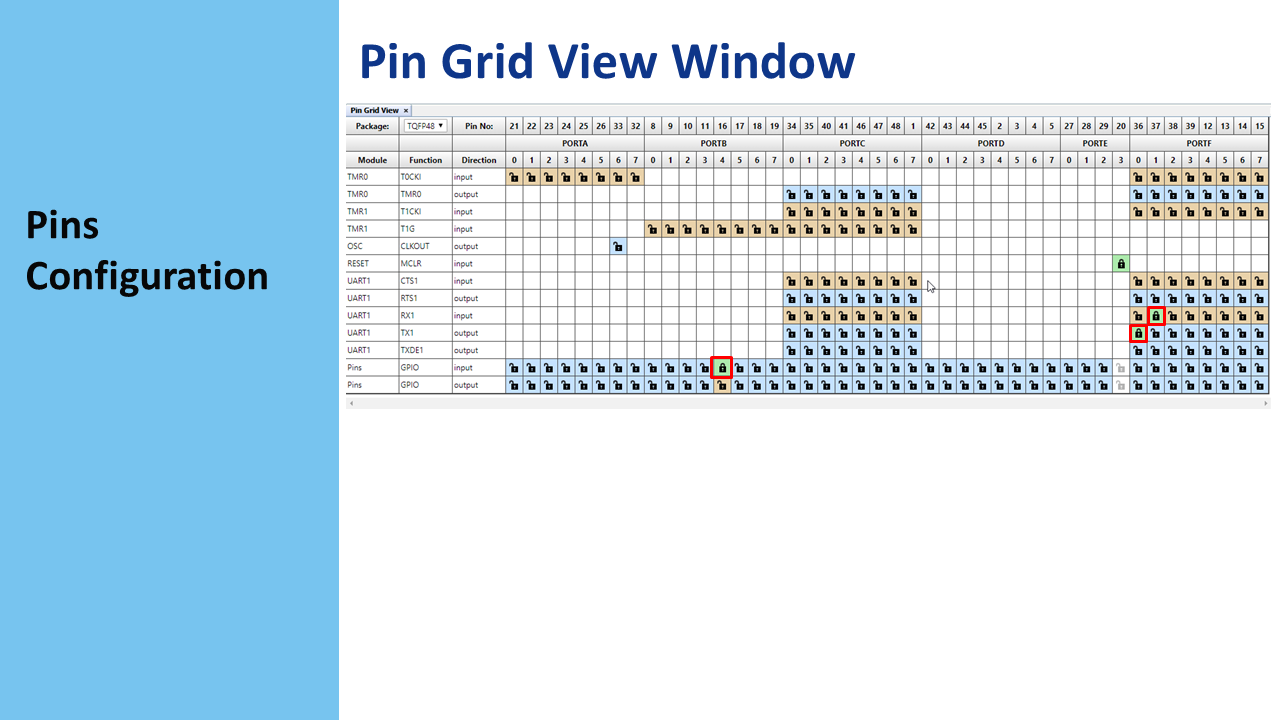 Pin Grid View Window
Pins
Configuration
Pin Grid View ×
Package: TQFP48 ▼ Pin No: 21 22 23 24 25 26 33 32 8 9 10 11 16 17 18 19 34 35 40 41 46 47 48 1 42 43 44 45 2 3 4 5 27 28 29 20 36 37 38 39 12 13 14 15
PORTA PORTB PORTC PORTD PORTE PORTF
Module Function Direction 0 1 2 3 4 5 6 7 0 1 2 3 4 5 6 7 0 1 2 3 4 5 6 7 0 1 2 3 4 5 6 7 0 1 2 3 0 1 2 3 4 5 6 7
TMR0 T0CKI input
TMR0 TMR0 output
TMR1 T1CKI input
TMR1 T1G input
OSC CLKOUT output
RESET MCLR input
UART1 CTS1 input
UART1 RTS1 output
UART1 RX1 input
UART1 TX1 output
UART1 TXDE1 output
Pins GPIO input
Pins GPIO output